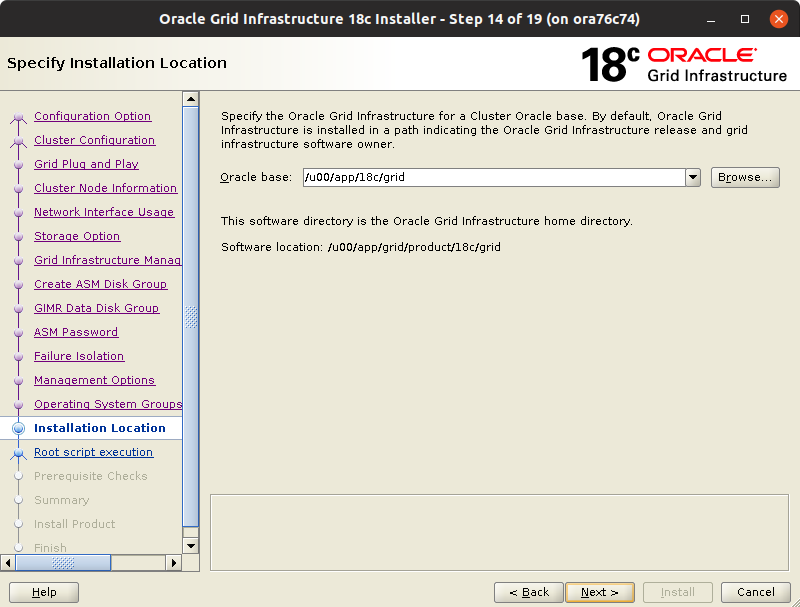 Oracle Grid Infrastructure 18c Installer - Step 14 of 19 (on ora76c74)
Specify Installation Location
18c ORACLE
Grid Infrastructure
Configuration Option
Cluster Configuration
Grid Plug and Play
Cluster Node Information
Network Interface Usage
Storage Option
Grid Infrastructure Manag
Create ASM Disk Group
GIMR Data Disk Group
ASM Password
Failure Isolation
Management Options
Operating System Groups
Installation Location
Root script execution
Prerequisite Checks
Summary
Install Product
Finish
Specify the Oracle Grid Infrastructure for a Cluster Oracle base. By default, Oracle Grid
Infrastructure is installed in a path indicating the Oracle Grid Infrastructure release and grid
infrastructure software owner.
Oracle base: /u00/app/18c/grid Browse...
This software directory is the Oracle Grid Infrastructure home directory.
Software location: /u00/app/grid/product/18c/grid
Help < Back Next > Install Cancel